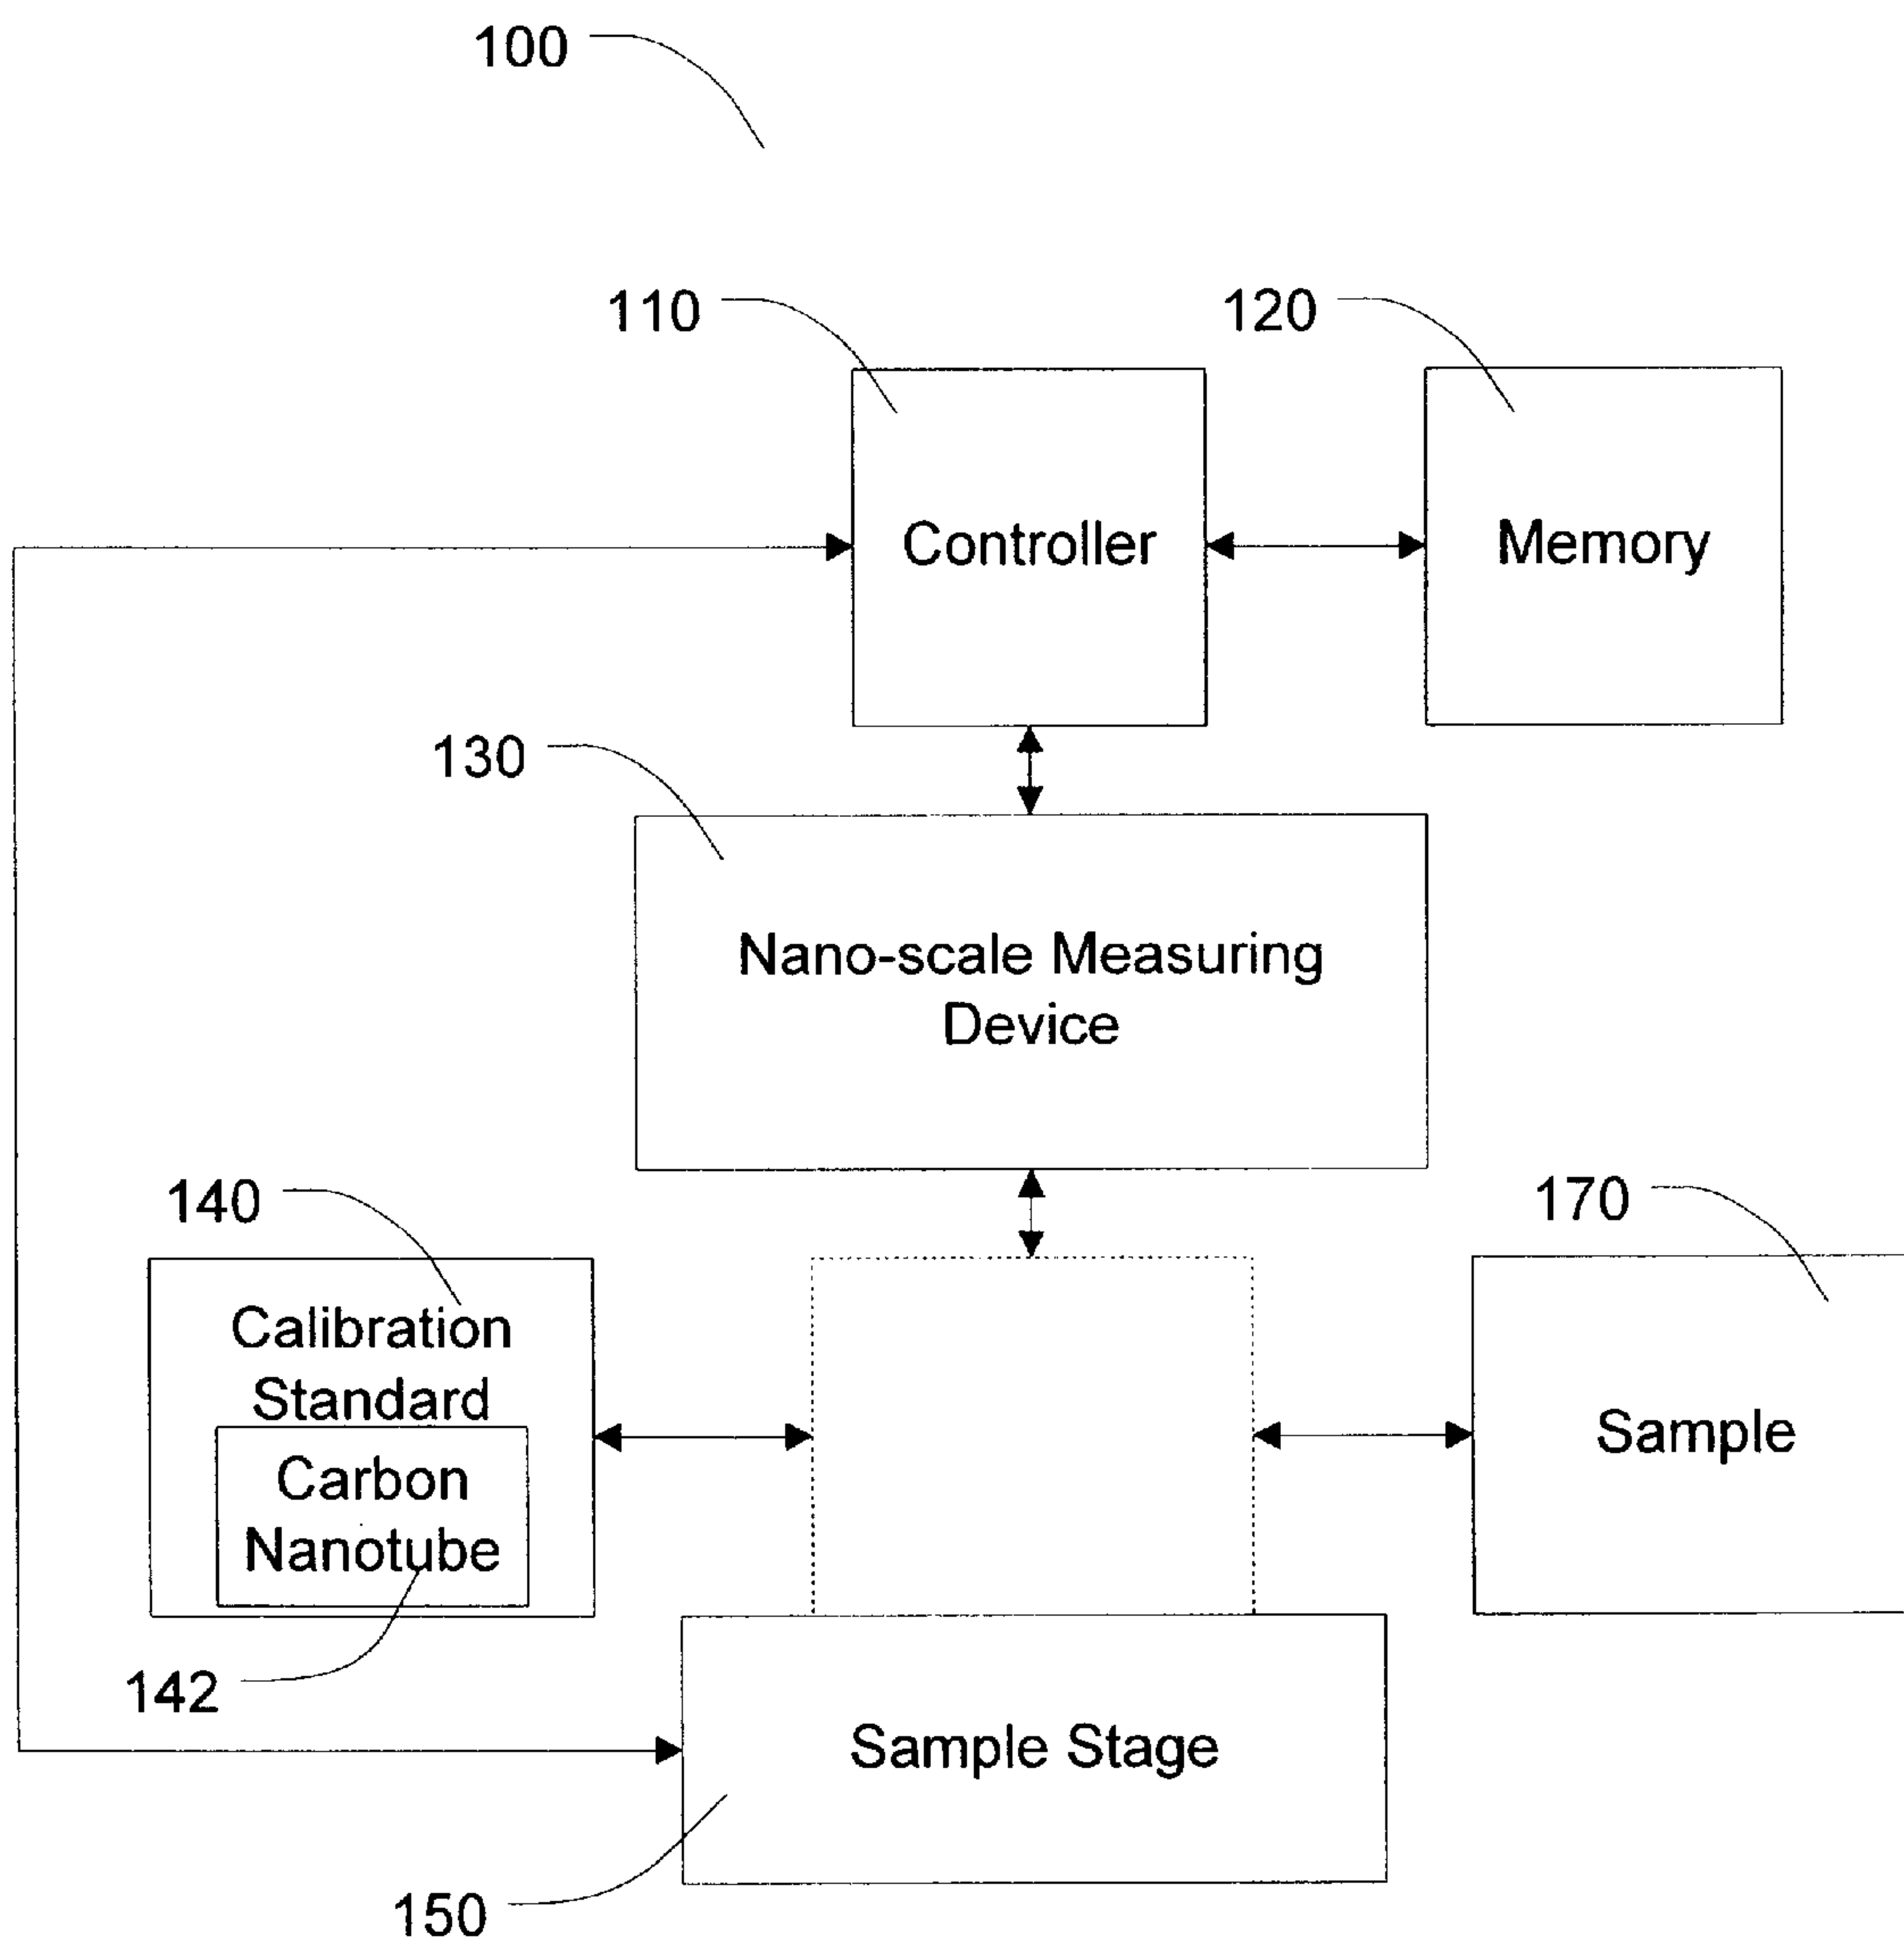 100
110
120
Controller
Memory
130
Nano-scale Measuring
Device
140
170
Calibration
Standard
Carbon
Nanotube
Sample
142
Sample Stage
150